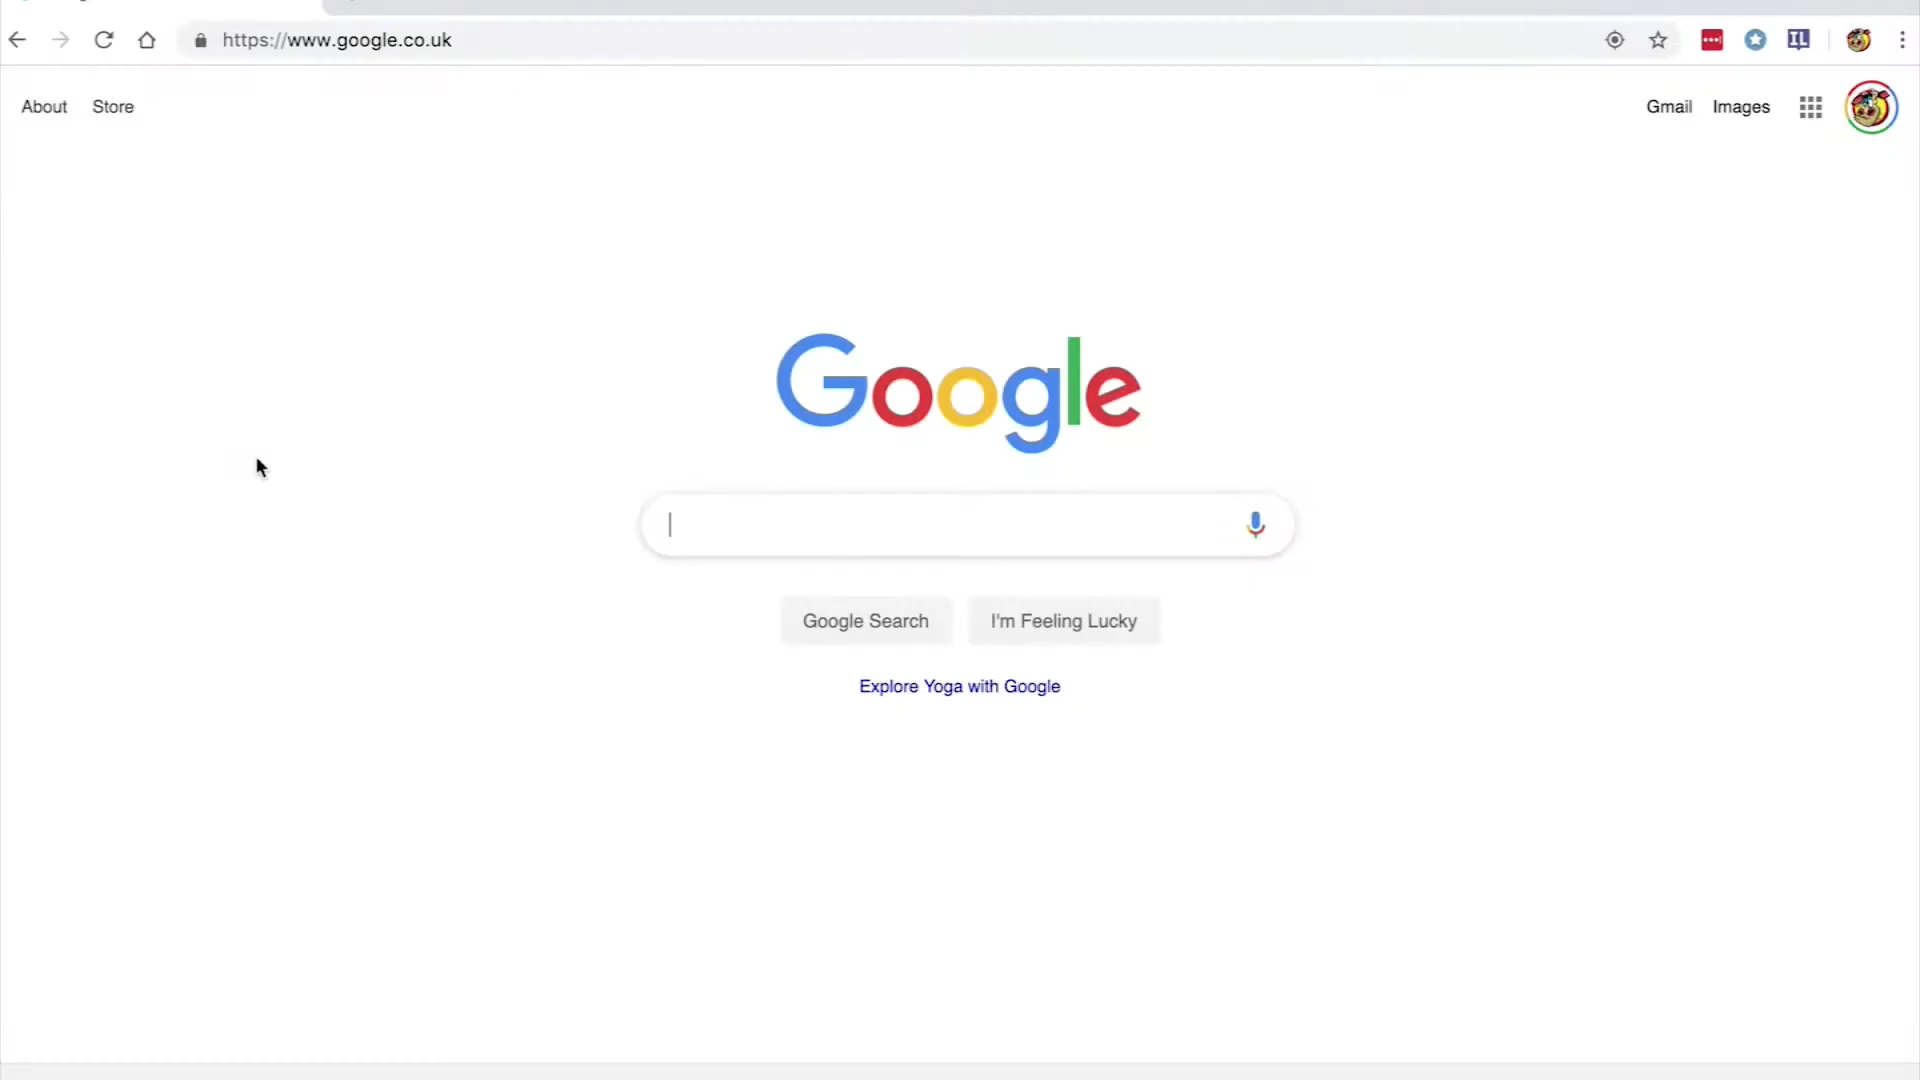 https://www.google.co.uk
About Store
Gmail Images
Google
Google Search I'm Feeling Lucky
Explore Yoga with Google